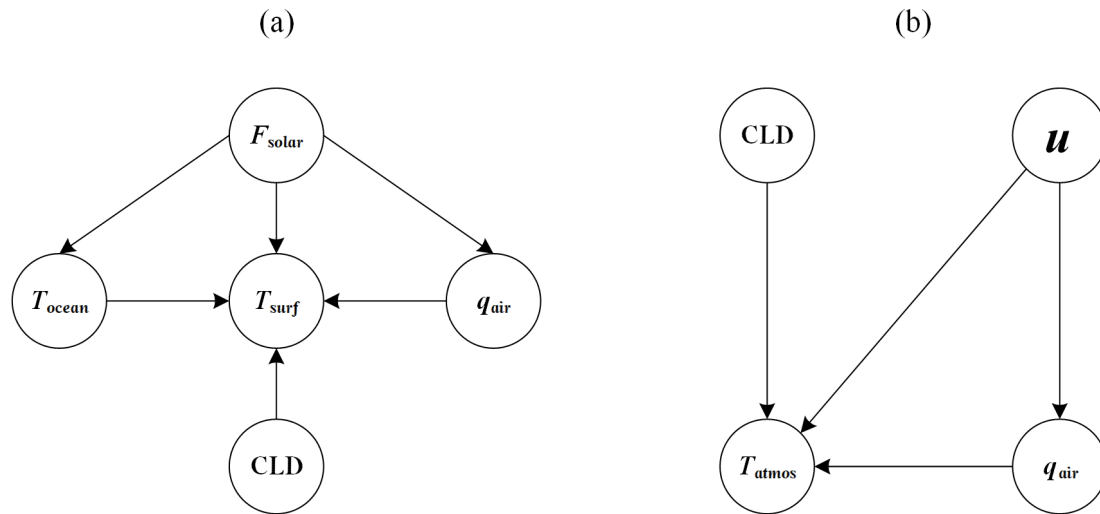 (a) (b)
F_solar CLD u
T_ocean T_surf q_air
CLD T_atmos q_air